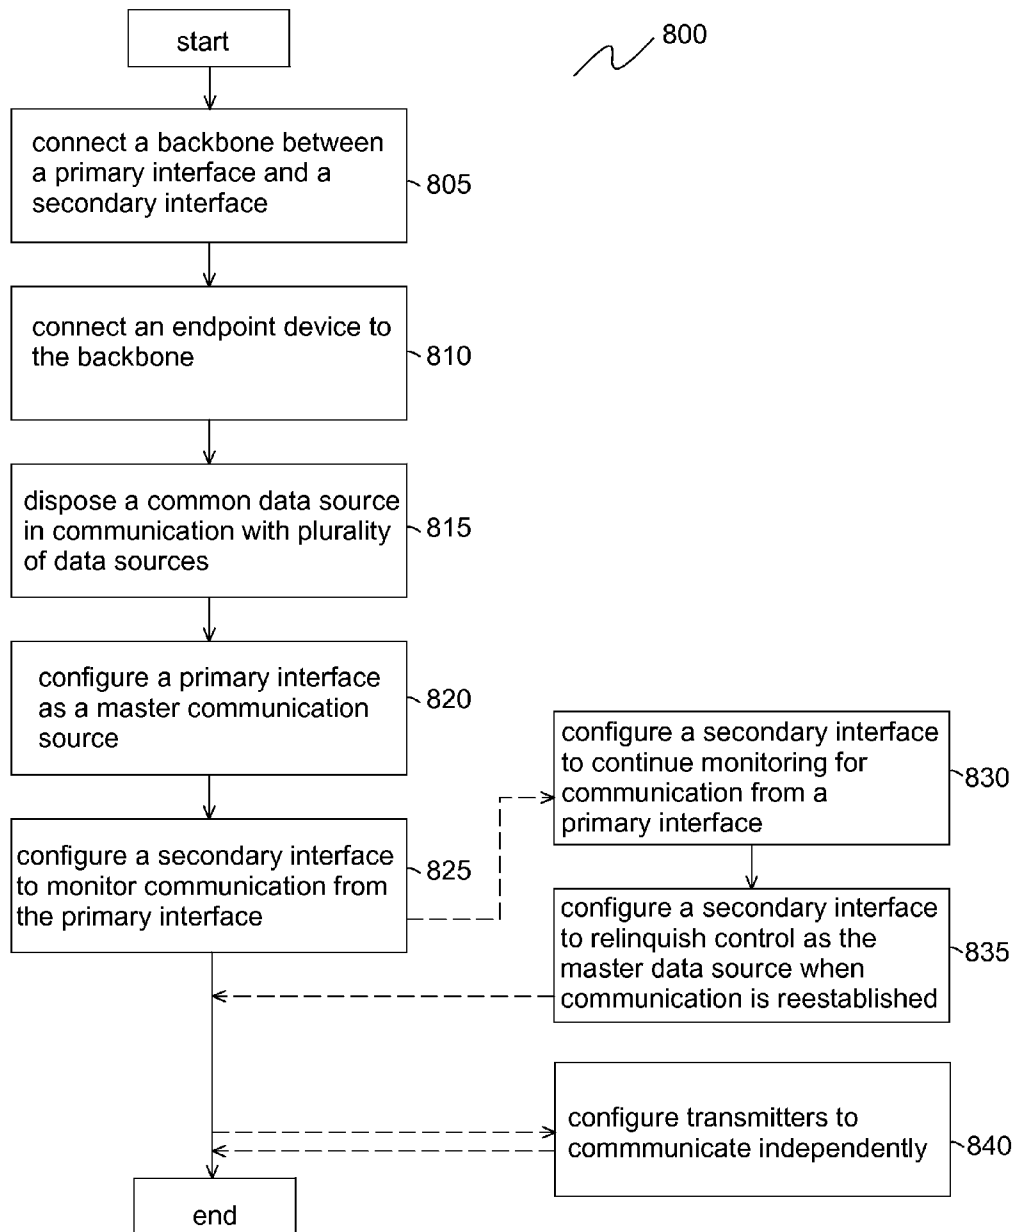 start
800
connect a backbone between
a primary interface and a
secondary interface
805
connect an endpoint device to
the backbone
810
dispose a common data source
in communication with plurality
of data sources
815
configure a primary interface
as a master communication
source
820
configure a secondary interface
to monitor communication from
the primary interface
825
configure a secondary interface
to continue monitoring for
communication from a
primary interface
830
configure a secondary interface
to relinquish control as the
master data source when
communication is reestablished
835
configure transmitters to
commmunicate independently
840
end